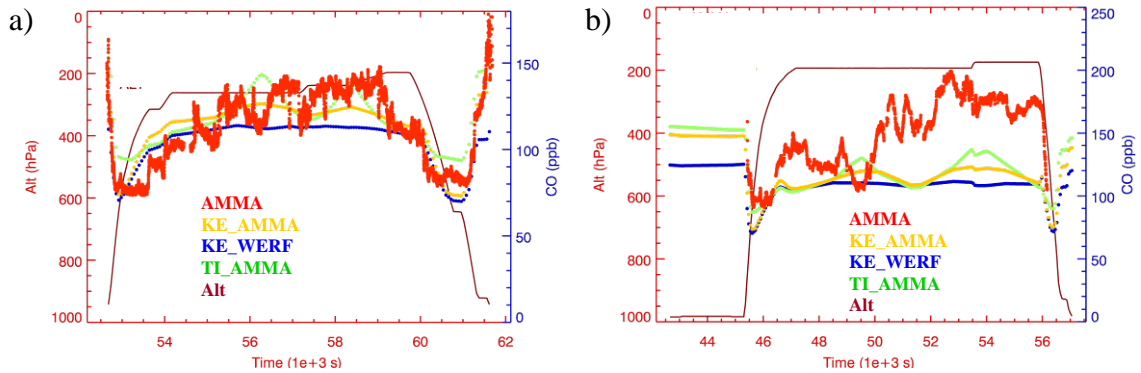 a)
0
200
400
600
800
1000
Alt (hPa)
150
100
50
0
CO (ppb)
AMMA
KE_AMMA
KE_WERF
TI_AMMA
Alt
54
56
58
60
62
Time (1e+3 s)
b)
0
200
400
600
800
1000
Alt (hPa)
250
200
150
100
50
0
CO (ppb)
AMMA
KE_AMMA
KE_WERF
TI_AMMA
Alt
44
46
48
50
52
54
56
Time (1e+3 s)